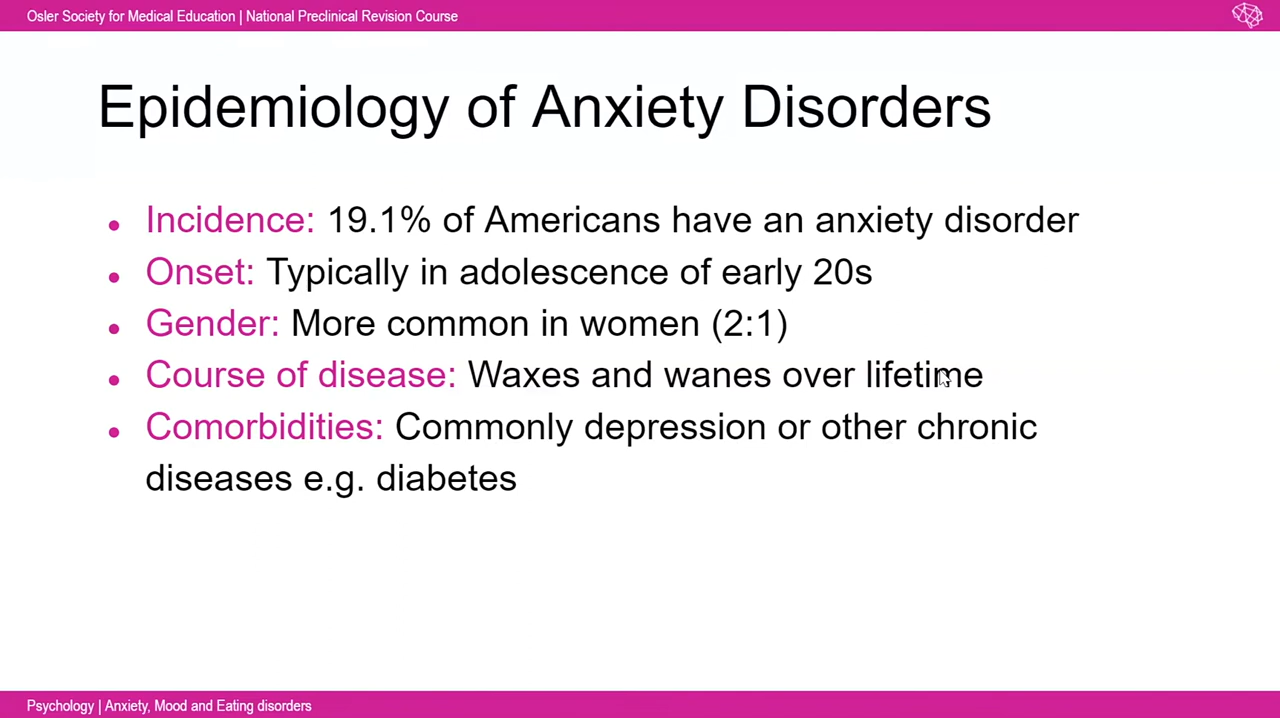 Osler Society for Medical Education | National Preclinical Revision Course
Epidemiology of Anxiety Disorders
• Incidence: 19.1% of Americans have an anxiety disorder
• Onset: Typically in adolescence of early 20s
• Gender: More common in women (2:1)
• Course of disease: Waxes and wanes over lifetime
• Comorbidities: Commonly depression or other chronic
diseases e.g. diabetes
Psychology | Anxiety, Mood and Eating disorders